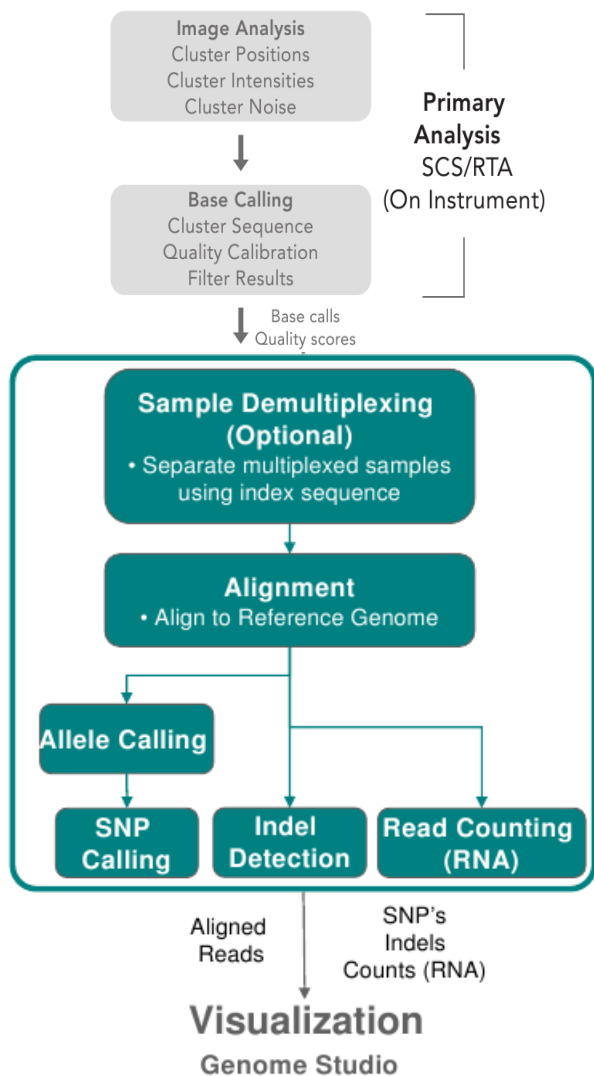 Image Analysis
Cluster Positions
Cluster Intensities
Cluster Noise
Primary
Analysis
SCS/RTA
(On Instrument)
Base Calling
Cluster Sequence
Quality Calibration
Filter Results
Base calls
Quality scores
Sample Demultiplexing
(Optional)
• Separate multiplexed samples
using index sequence
Alignment
• Align to Reference Genome
Allele Calling
SNP
Calling
Indel
Detection
Read Counting
(RNA)
Aligned
Reads
SNP's
Indels
Counts (RNA)
Visualization
Genome Studio